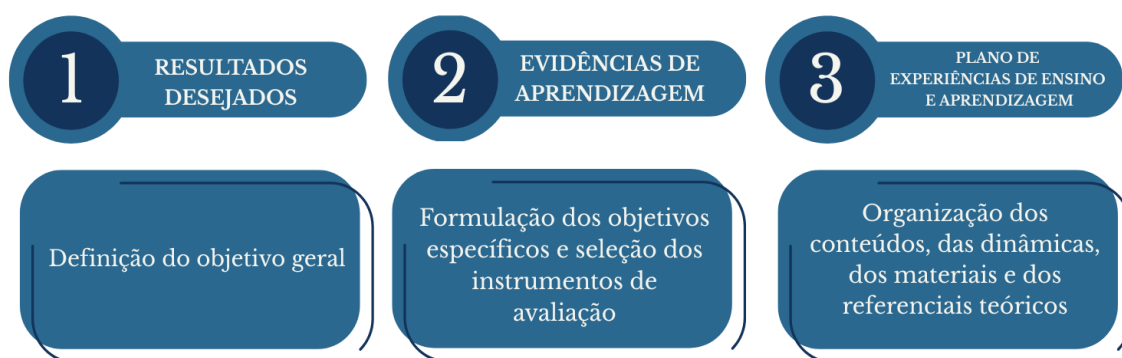 1
RESULTADOS
DESEJADOS
2
EVIDÊNCIAS DE
APRENDIZAGEM
3
PLANO DE
EXPERIÊNCIAS DE ENSINO
E APRENDIZAGEM
Definição do objetivo geral
Formulação dos objetivos
específicos e seleção dos
instrumentos de
avaliação
Organização dos
conteúdos, das dinâmicas,
dos materiais e dos
referenciais teóricos